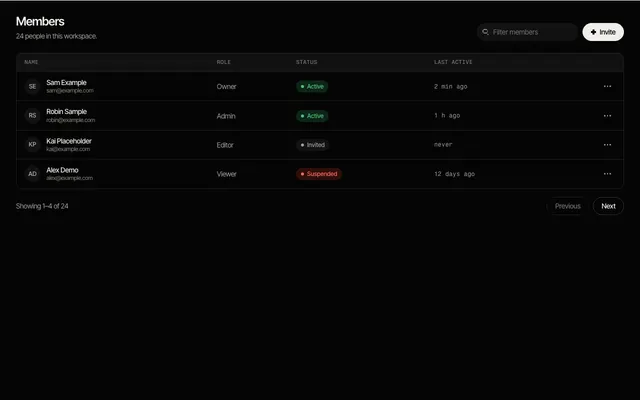 Members
24 people in this workspace.
Filter members
Invite
NAME ROLE STATUS LAST ACTIVE
SE Sam Example Owner Active 2 min ago
sam@example.com
RS Robin Sample Admin Active 1 h ago
robin@example.com
KP Kai Placeholder Editor Invited never
kai@example.com
AD Alex Demo Viewer Suspended 12 days ago
alex@example.com
Showing 1–4 of 24
Previous Next